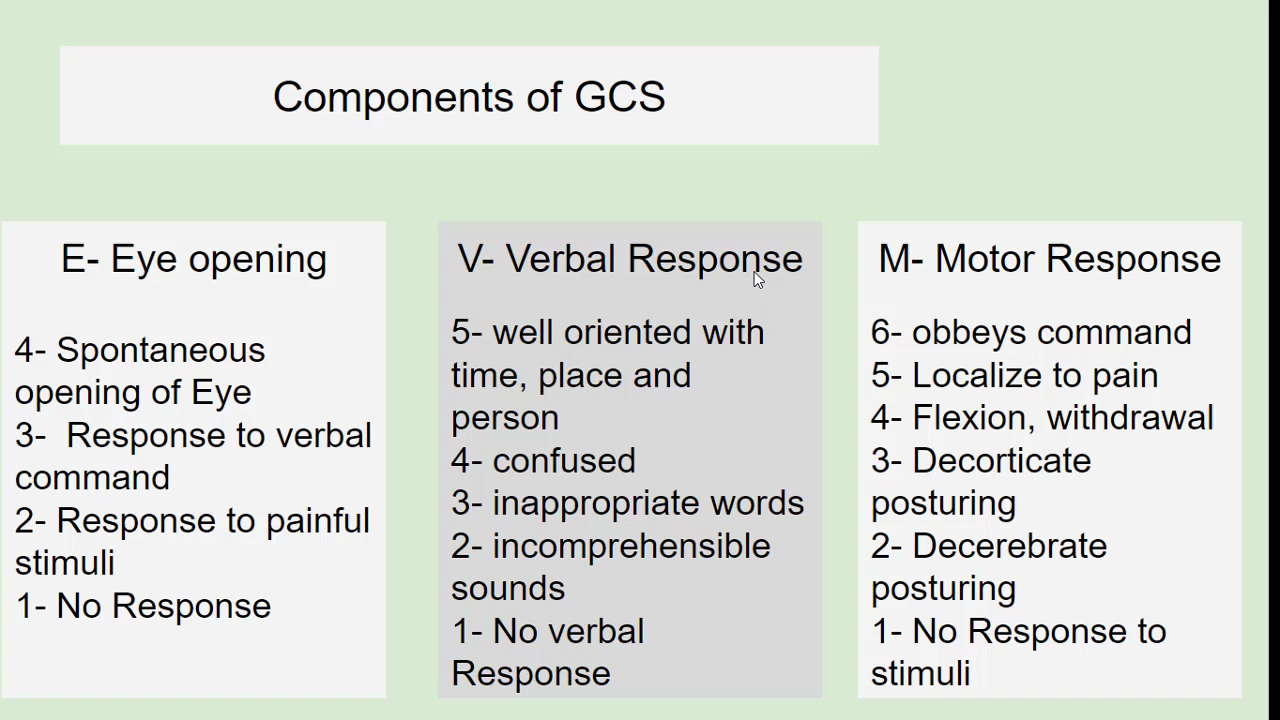 Components of GCS
E- Eye opening
4- Spontaneous
opening of Eye
3-  Response to verbal
command
2- Response to painful
stimuli
1- No Response
V- Verbal Response
5- well oriented with
time, place and
person
4- confused
3- inappropriate words
2- incomprehensible
sounds
1- No verbal
Response
M- Motor Response
6- obbeys command
5- Localize to pain
4- Flexion, withdrawal
3- Decorticate
posturing
2- Decerebrate
posturing
1- No Response to
stimuli